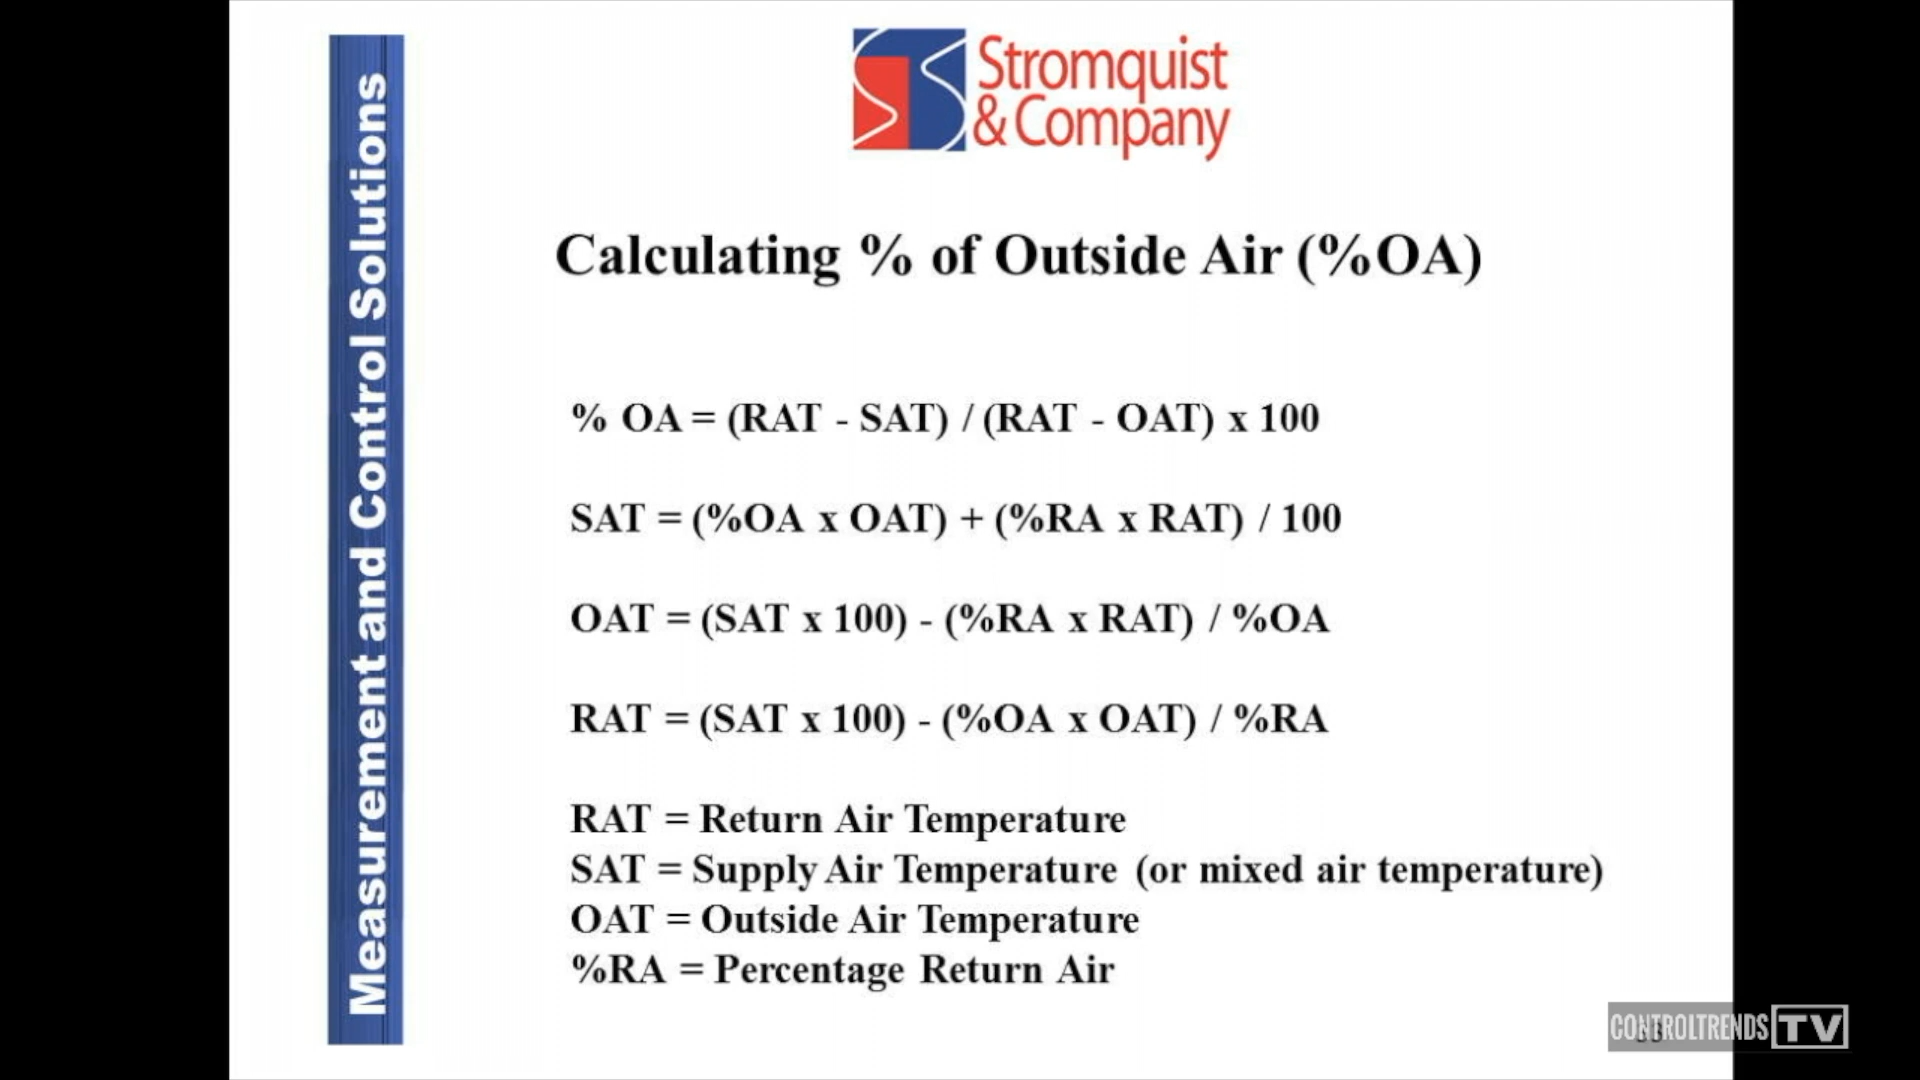 Measurement and Control Solutions
Stromquist
& Company
Calculating % of Outside Air (%OA)
% OA = (RAT - SAT) / (RAT - OAT) x 100
SAT = (%OA x OAT) + (%RA x RAT) / 100
OAT = (SAT x 100) - (%RA x RAT) / %OA
RAT = (SAT x 100) - (%OA x OAT) / %RA
RAT = Return Air Temperature
SAT = Supply Air Temperature (or mixed air temperature)
OAT = Outside Air Temperature
%RA = Percentage Return Air
CONTROLTRENDS TV